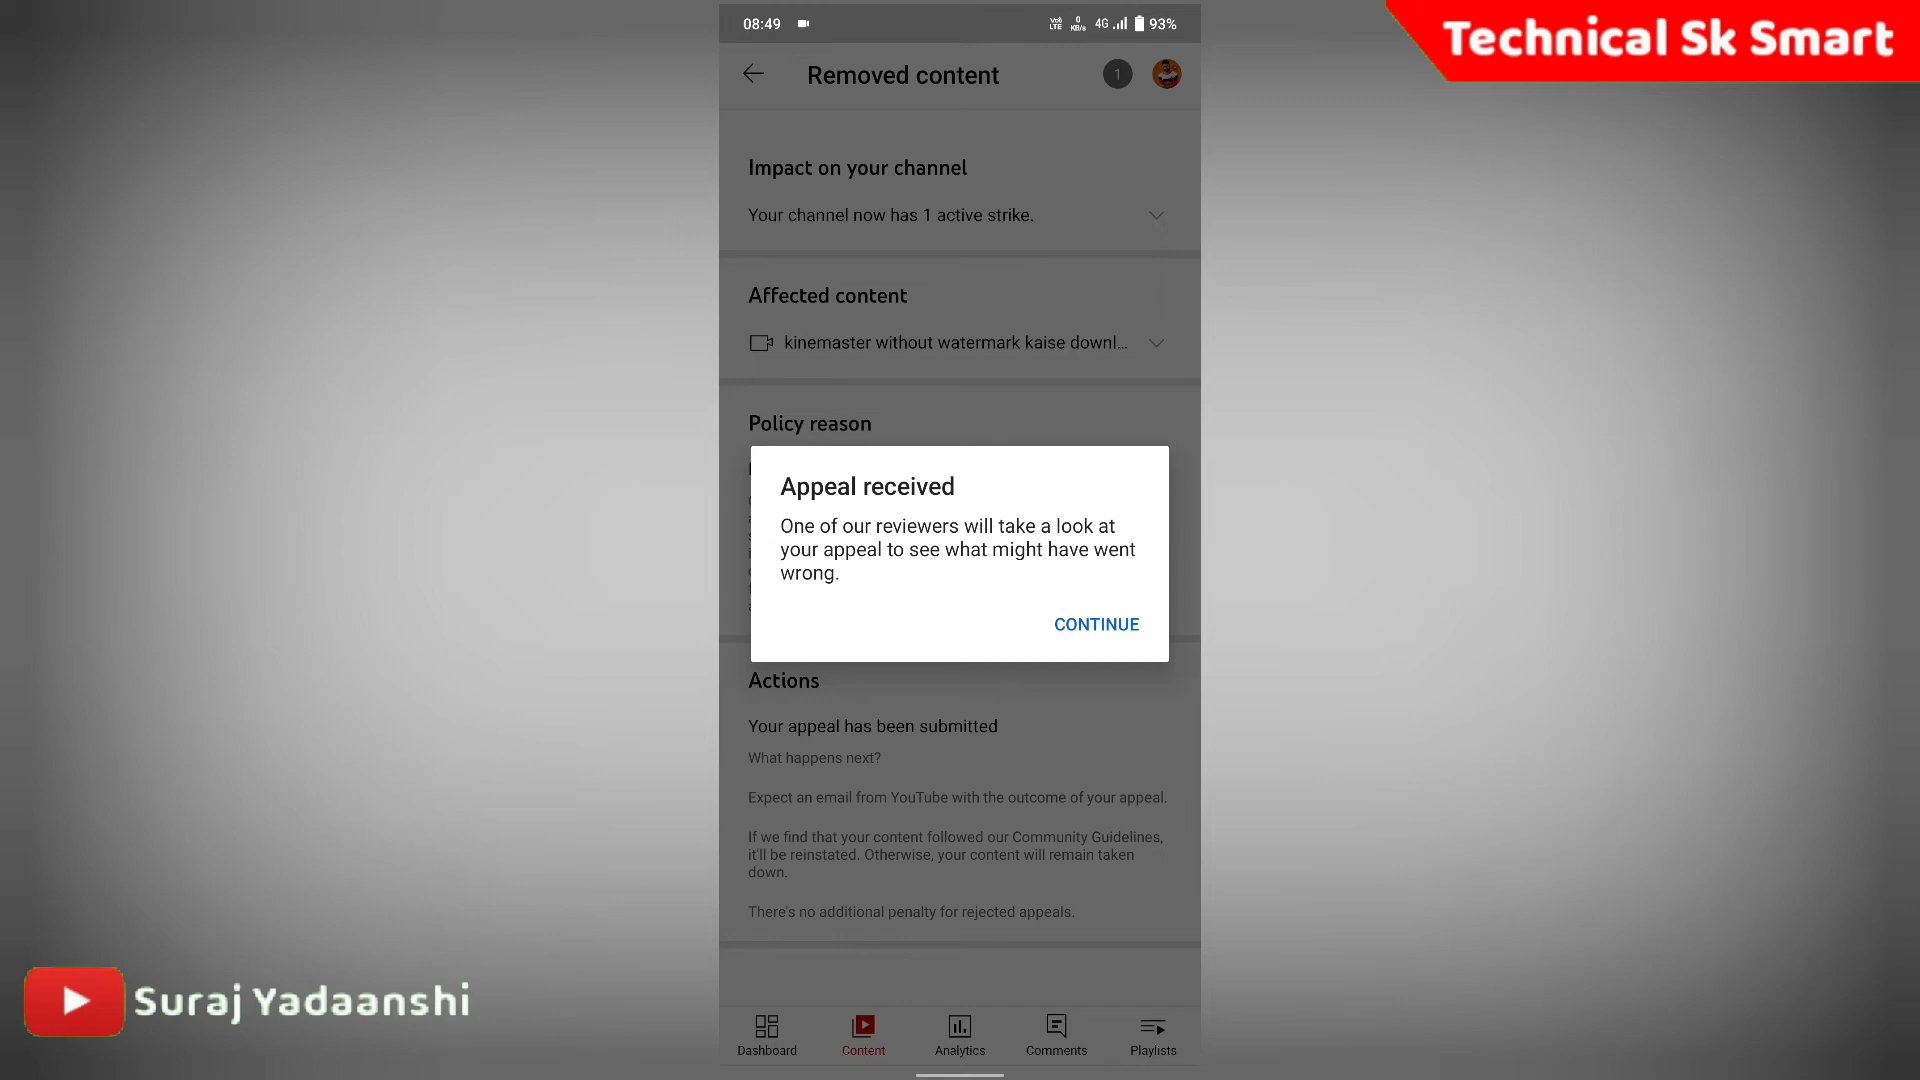 Technical Sk Smart
08:49
Vo) LTE
0 KB/s
4G
93%
Removed content
1
Impact on your channel
Your channel now has 1 active strike.
Affected content
kinemaster without watermark kaise downl...
Policy reason
Appeal received
One of our reviewers will take a look at
your appeal to see what might have went
wrong.
CONTINUE
Actions
Your appeal has been submitted
What happens next?
Expect an email from YouTube with the outcome of your appeal.
If we find that your content followed our Community Guidelines,
it'll be reinstated. Otherwise, your content will remain taken
down.
There's no additional penalty for rejected appeals.
Suraj Yadaanshi
Dashboard
Content
Analytics
Comments
Playlists